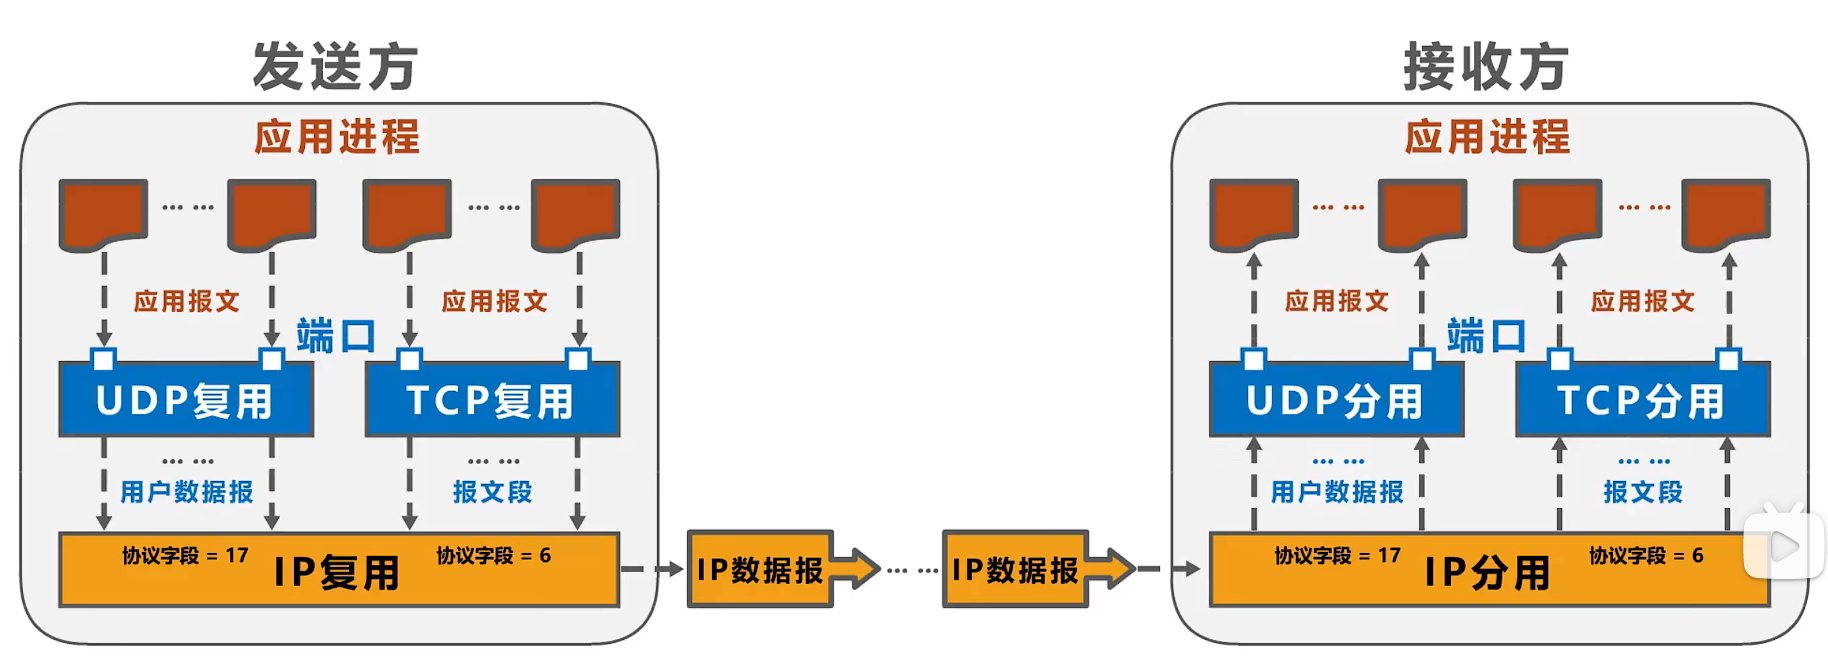 发送方
接收方
应用进程
应用进程
... ...
... ...
... ...
... ...
应用报文
应用报文
应用报文
应用报文
端口
端口
UDP复用
TCP复用
UDP分用
TCP分用
... ...
... ...
... ...
... ...
用户数据报
报文段
用户数据报
报文段
协议字段 = 17
IP复用
协议字段 = 6
IP数据报
... ...
IP数据报
协议字段 = 17
IP分用
协议字段 = 6